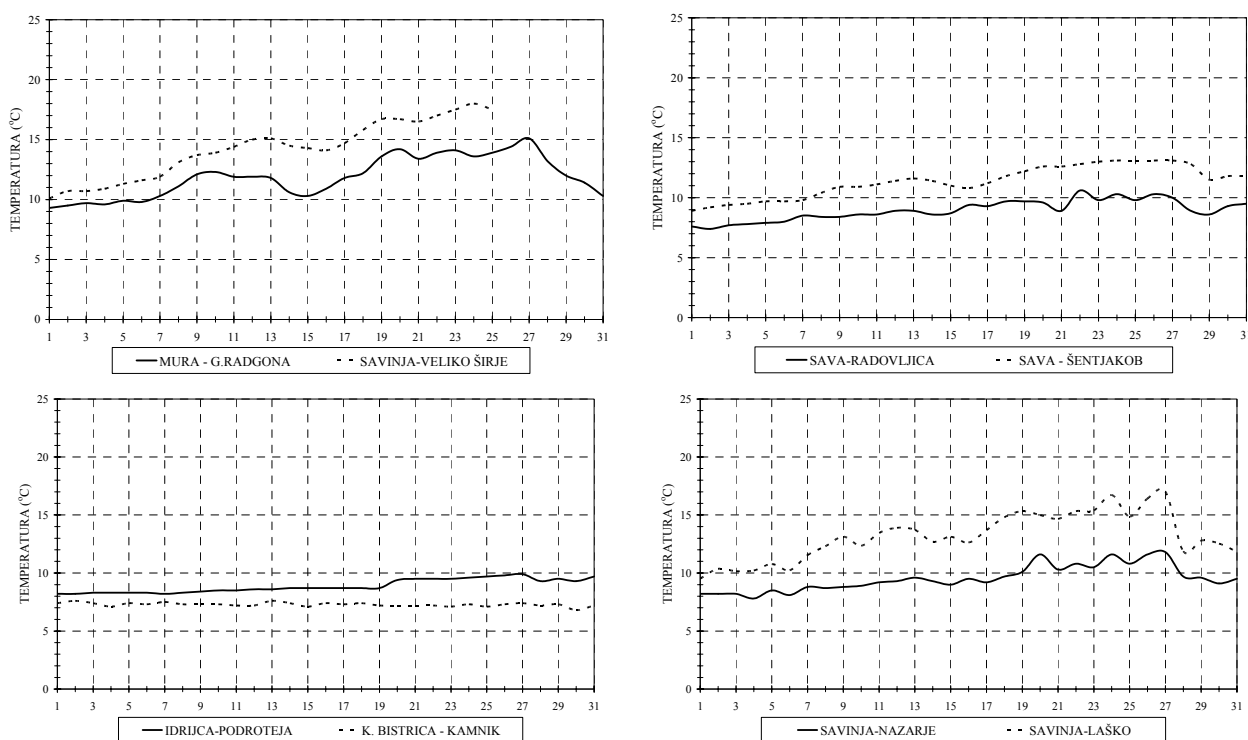 TEMPERATURA (°C)
25
20
15
10
5
0
1 3 5 7 9 11 13 15 17 19 21 23 25 27 29 31
MURA - G.RADGONA SAVINJA-VELIKO ŠIRJE
TEMPERATURA (°C)
25
20
15
10
5
0
1 3 5 7 9 11 13 15 17 19 21 23 25 27 29 31
SAVA-RADOVLJICA SAVA - ŠENTJAKOB
TEMPERATURA (°C)
25
20
15
10
5
0
1 3 5 7 9 11 13 15 17 19 21 23 25 27 29 31
IDRIJCA-PODROTEJA K. BISTRICA - KAMNIK
TEMPERATURA (°C)
25
20
15
10
5
0
1 3 5 7 9 11 13 15 17 19 21 23 25 27 29 31
SAVINJA-NAZARJE SAVINJA-LAŠKO